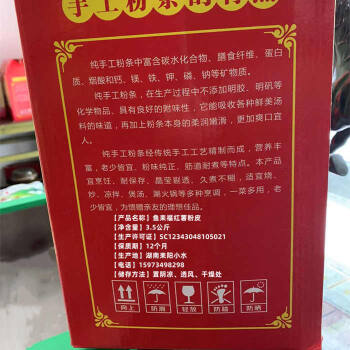 手工粉条的特点
纯手工粉条中富含碳水化合物、膳食纤维、蛋白
质、烟酸和钙、镁、铁、钾、磷、钠等矿物质。
纯手工粉条，在生产过程中不添加明胶、明矾等
化学物品、具有良好的附味性，它能吸收各种鲜美汤
料的味道，再加上粉条本身的柔润嫩滑，更加爽口宜
人。
纯手工粉条经传统手工工艺精制而成，营养丰
富，老少皆宜、粉味纯正、筋道耐煮等特点。本产品
宜烹饪、耐保存、晶莹剔透、久煮不糊，适宜烧、
炒、凉拌、煲汤、涮火锅等多种烹调，一菜多用，老
少皆宜，为馈赠亲友的理想佳品。
【产品名称】鱼来福红薯粉皮
【净含量】3.5公斤
【生产许可证】SC12343048105021
【保质期】12个月
【生产地】湖南耒阳小水
【电话】15973498298
【储存方法】置阴凉、透风、干燥处
向上 防潮 轻放 防踏 防晒